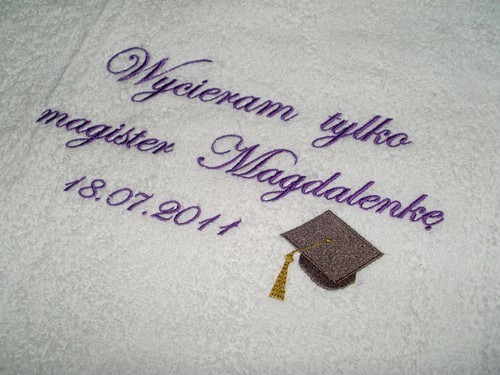 Wycieram tylko
magister Magdalenkę
18.07.2011